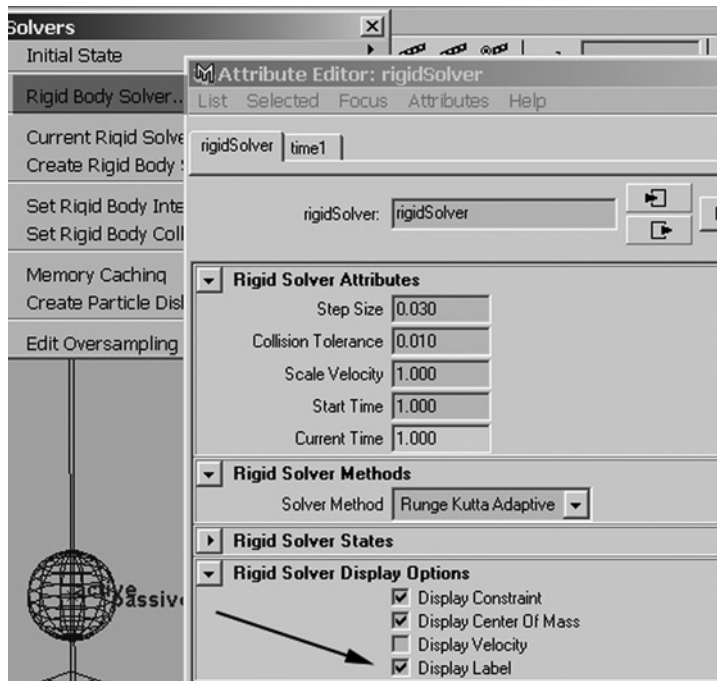 Solvers
Initial State
Rigid Body Solver..
Current Rigid Solve
Create Rigid Body
Set Rigid Body Inte
Set Rigid Body Coll
Memory Caching
Create Particle Dis
Edit Oversampling
active
passiv
Attribute Editor: rigidSolver
List Selected Focus Attributes Help
rigidSolver time1
rigidSolver: rigidSolver
Rigid Solver Attributes
Step Size 0.030
Collision Tolerance 0.010
Scale Velocity 1.000
Start Time 1.000
Current Time 1.000
Rigid Solver Methods
Solver Method Runge Kutta Adaptive
Rigid Solver States
Rigid Solver Display Options
Display Constraint
Display Center Of Mass
Display Velocity
Display Label